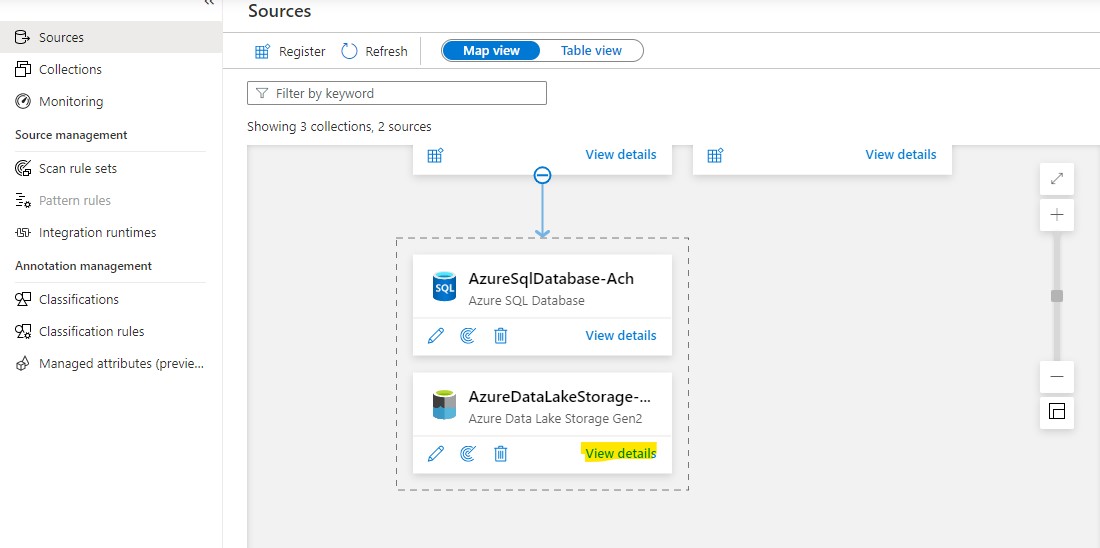 Sources
Collections
Monitoring
Source management
Scan rule sets
Pattern rules
Integration runtimes
Annotation management
Classifications
Classification rules
Managed attributes (previe...
Sources
Register
Refresh
Map view
Table view
Filter by keyword
Showing 3 collections, 2 sources
View details
View details
SQL
AzureSqlDatabase-Ach
Azure SQL Database
View details
AzureDataLakeStorage-...
Azure Data Lake Storage Gen2
View details